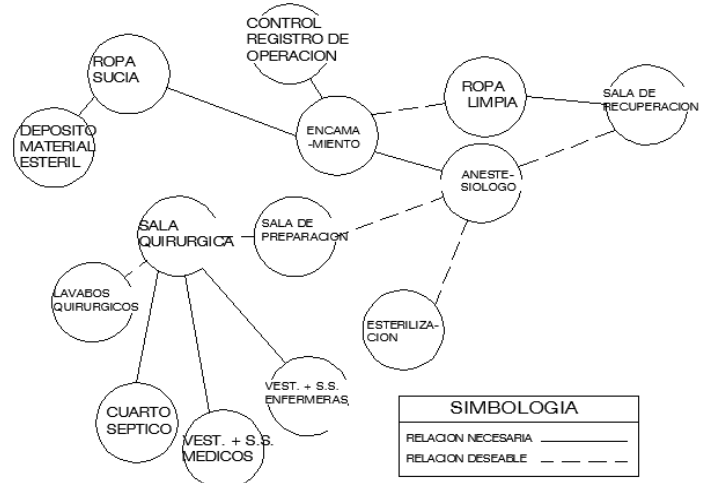 CONTROL
REGISTRO DE
OPERACION
ROPA
SUCIA
ROPA
LIMPIA
SALA DE
RECUPERACION
DEPOSITO
MATERIAL
ESTERIL
ENCAMA
-MIENTO
ANESTE-
SIOLOGO
SALA
QUIRURGICA
SALA DE
PREPARACION
LAVABOS
QUIRURGICOS
ESTERILIZA-
CION
VEST. + S.S.
ENFERMERAS
CUARTO
SEPTICO
VEST. + S.S.
MEDICOS
SIMBOLOGIA
RELACION NECESARIA
RELACION DESEABLE